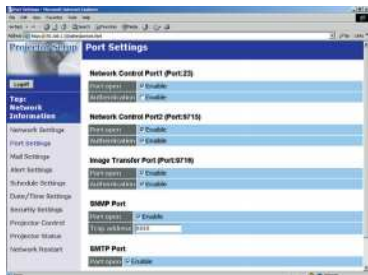 Projector Setup
Port Settings
Logoff
Top:
Network
Information
Network Settings
Port Settings
Mail Settings
Alert Settings
Schedule Settings
Date/Time Settings
Security Settings
Projector Control
Projector Status
Network Restart
Network Control Port1 (Port:23)
Port open Enable
Authentication Enable
Network Control Port2 (Port:9715)
Port open Enable
Authentication Enable
Image Transfer Port (Port:9716)
Port open Enable
Authentication Enable
SNMP Port
Port open Enable
Trap address
SMTP Port
Port open Enable